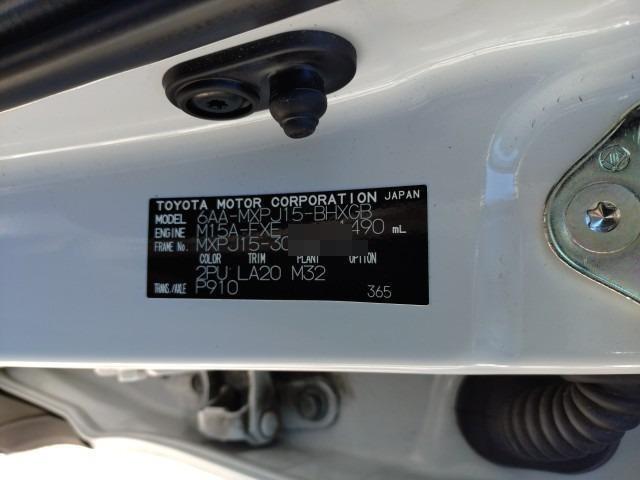 TOYOTA MOTOR CORPORATION JAPAN
MODEL 6AA-MXPJ15-BHXGB
ENGINE M15A-FXE 1490 mL
FRAME No. MXPJ15-30
COLOR TRIM PLANT OPTION
2PU LA20 M32
TRANS./AXLE P910 365